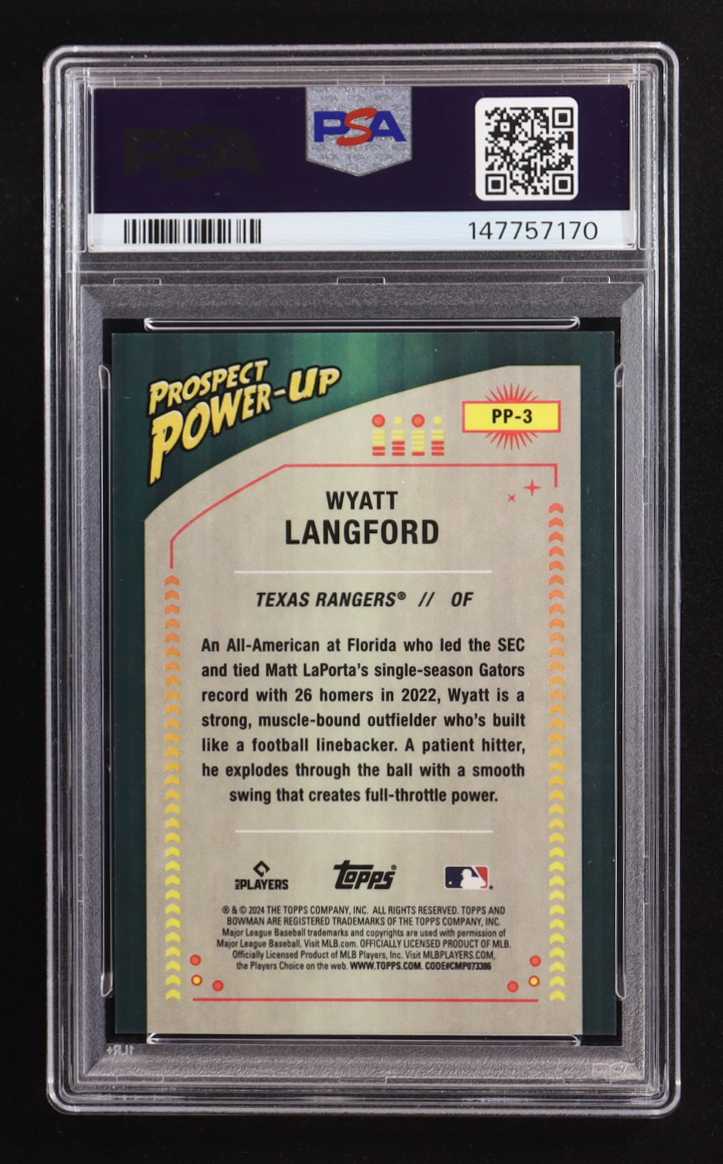 PSA
PSA
147757170
PROSPECT
POWER-UP
PP-3
WYATT
LANGFORD
TEXAS RANGERS® // OF
An All-American at Florida who led the SEC
and tied Matt LaPorta's single-season Gators
record with 26 homers in 2022, Wyatt is a
strong, muscle-bound outfielder who's built
like a football linebacker. A patient hitter,
he explodes through the ball with a smooth
swing that creates full-throttle power.
MLB PLAYERS
Topps®
® & © 2024 THE TOPPS COMPANY, INC. ALL RIGHTS RESERVED. TOPPS AND
BOWMAN ARE REGISTERED TRADEMARKS OF THE TOPPS COMPANY, INC.
Major League Baseball trademarks and copyrights are used with permission of
Major League Baseball. Visit MLB.com. OFFICIALLY LICENSED PRODUCT OF MLB.
Officially Licensed Product of MLB Players, Inc. Visit MLBPLAYERS.COM,
the Players Choice on the web. WWW.TOPPS.COM. CODE#CMP073386